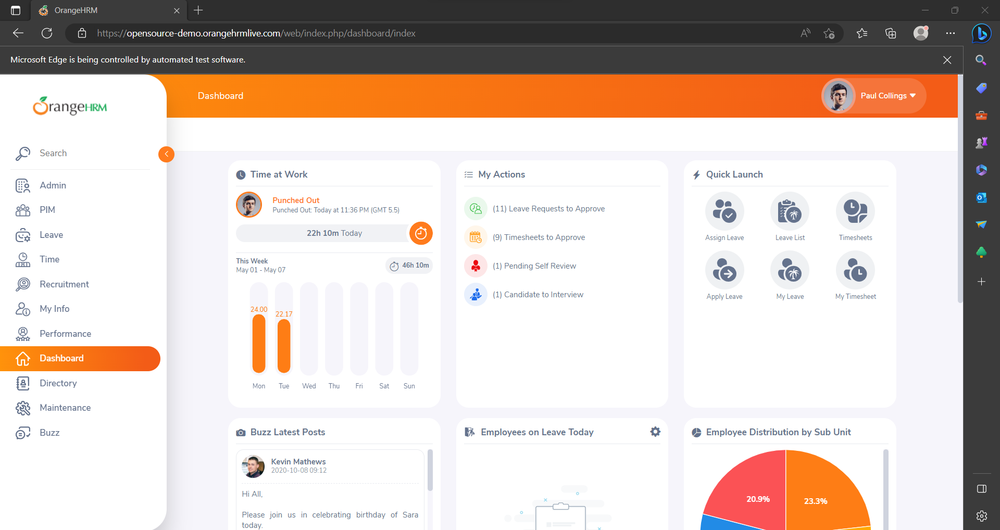 OrangeHRM
https://opensource-demo.orangehrmlive.com/web/index.php/dashboard/index
Microsoft Edge is being controlled by automated test software.
OrangeHRM
Dashboard
Paul Collings
Search
Admin
PIM
Leave
Time
Recruitment
My Info
Performance
Dashboard
Directory
Maintenance
Buzz
Time at Work
Punched Out
Punched Out: Today at 11:36 PM (GMT 5.5)
22h 10m Today
This Week
May 01 - May 07
46h 10m
24.00
22.17
Mon Tue Wed Thu Fri Sat Sun
My Actions
(11) Leave Requests to Approve
(9) Timesheets to Approve
(1) Pending Self Review
(1) Candidate to Interview
Quick Launch
Assign Leave
Leave List
Timesheets
Apply Leave
My Leave
My Timesheet
Buzz Latest Posts
Kevin Mathews
2020-10-08 09:12
Hi All,
Please join us in celebrating birthday of Sara
today.
Employees on Leave Today
Employee Distribution by Sub Unit
20.9%
23.3%